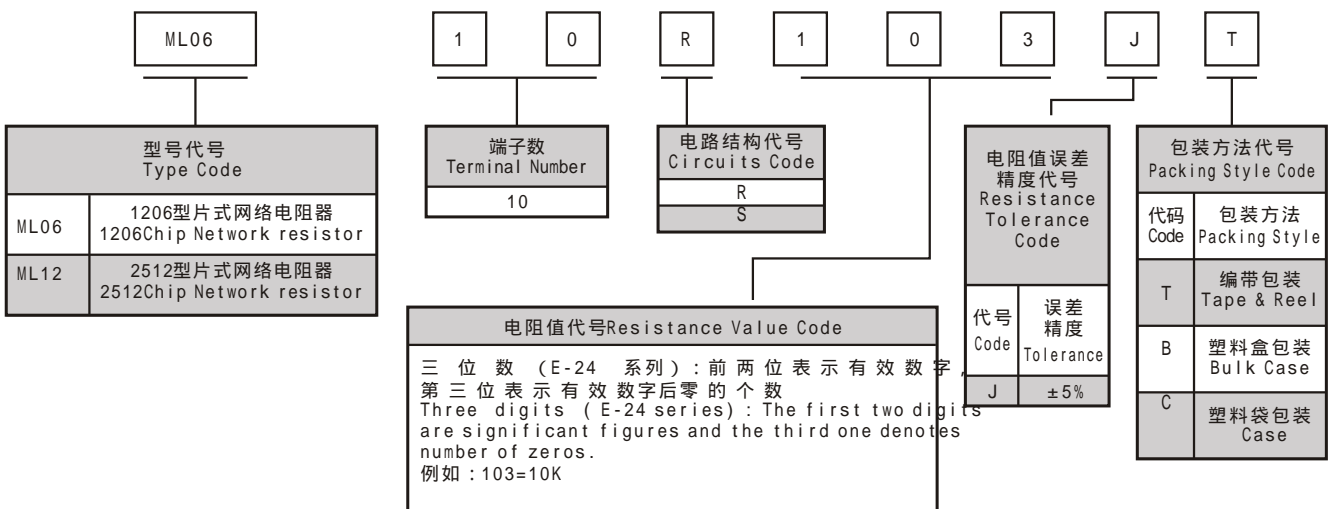 ML06 1 0 R 1 0 3 J T
型号代号
Type Code
ML06 1206型片式网络电阻器
1206Chip Network resistor
ML12 2512型片式网络电阻器
2512Chip Network resistor
端子数
Terminal Number
10
电路结构代号
Circuits Code
R
S
电阻值代号Resistance Value Code
三位数（E-24 系列）：前两位表示有效数字，
第三位表示有效数字后零的个数
Three digits (E-24 series) : The first two digits
are significant figures and the third one denotes
number of zeros.
例如：103=10K
电阻值误差
精度代号
Resistance
Tolerance
Code
代号
Code
误差
精度
Tolerance
J ±5%
包装方法代号
Packing Style Code
代码
Code
包装方法
Packing Style
T 编带包装
Tape & Reel
B 塑料盒包装
Bulk Case
C 塑料袋包装
Case